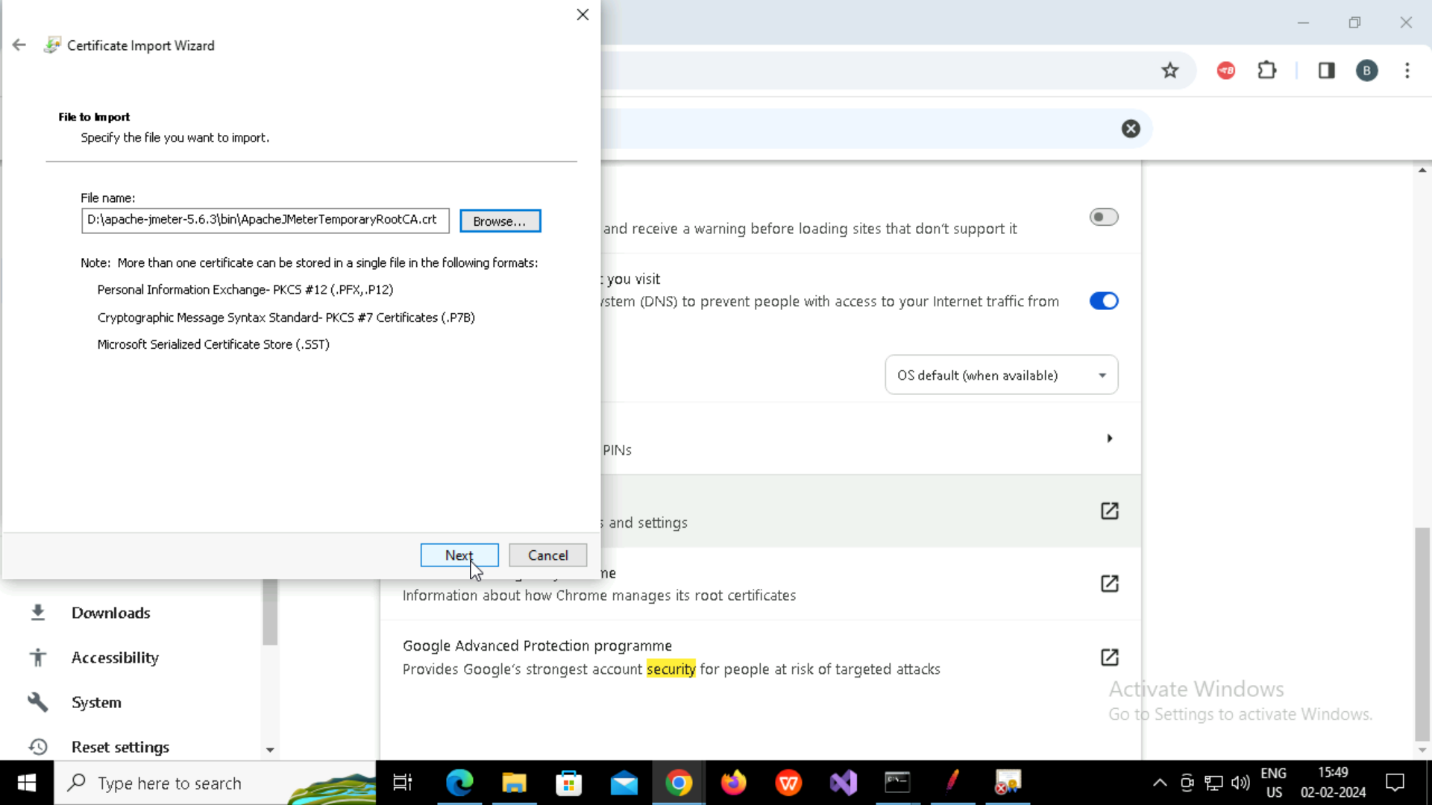 Certificate Import Wizard
File to Import
Specify the file you want to import.
File name:
D:\apache-jmeter-5.6.3\bin\ApacheJMeterTemporaryRootCA.crt
Browse...
Note: More than one certificate can be stored in a single file in the following formats:
Personal Information Exchange- PKCS #12 (.PFX,.P12)
Cryptographic Message Syntax Standard- PKCS #7 Certificates (.P7B)
Microsoft Serialized Certificate Store (.SST)
Next
Cancel
B
and receive a warning before loading sites that don't support it
you visit
(DNS) to prevent people with access to your Internet traffic from
OS default (when available)
PINs
and settings
Information about how Chrome manages its root certificates
Google Advanced Protection programme
Provides Google's strongest account security for people at risk of targeted attacks
Downloads
Accessibility
System
Reset settings
Activate Windows
Go to Settings to activate Windows.
Type here to search
ENG
US
15:49
02-02-2024